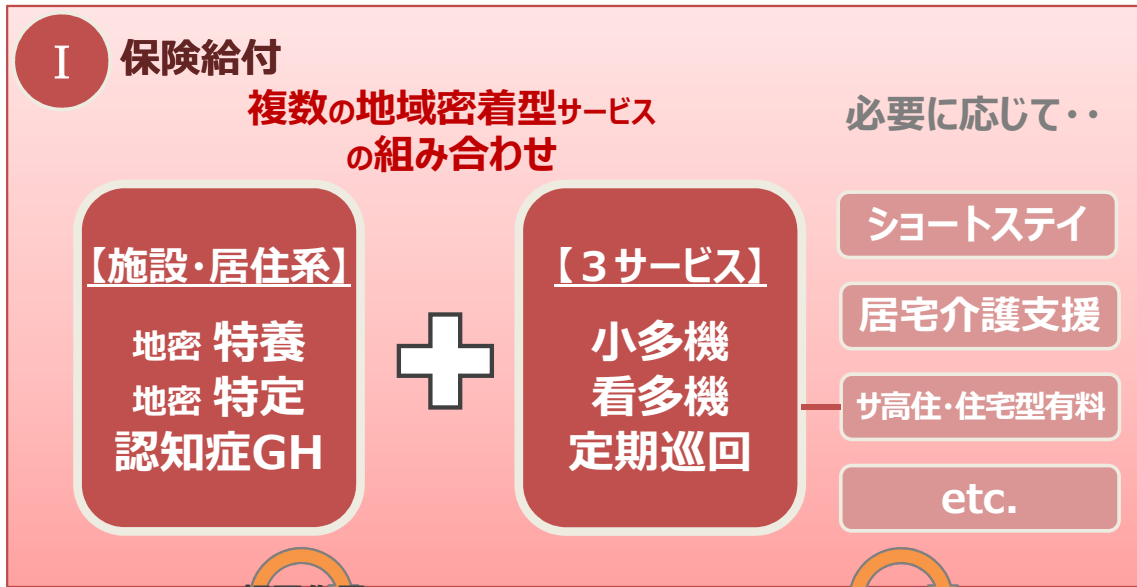 Ⅰ
保険給付
複数の地域密着型サービス
の組み合わせ
必要に応じて・・
【施設・居住系】
地密 特養
地密 特定
認知症GH
【３サービス】
小多機
看多機
定期巡回
ショートステイ
居宅介護支援
サ高住・住宅型有料
etc.